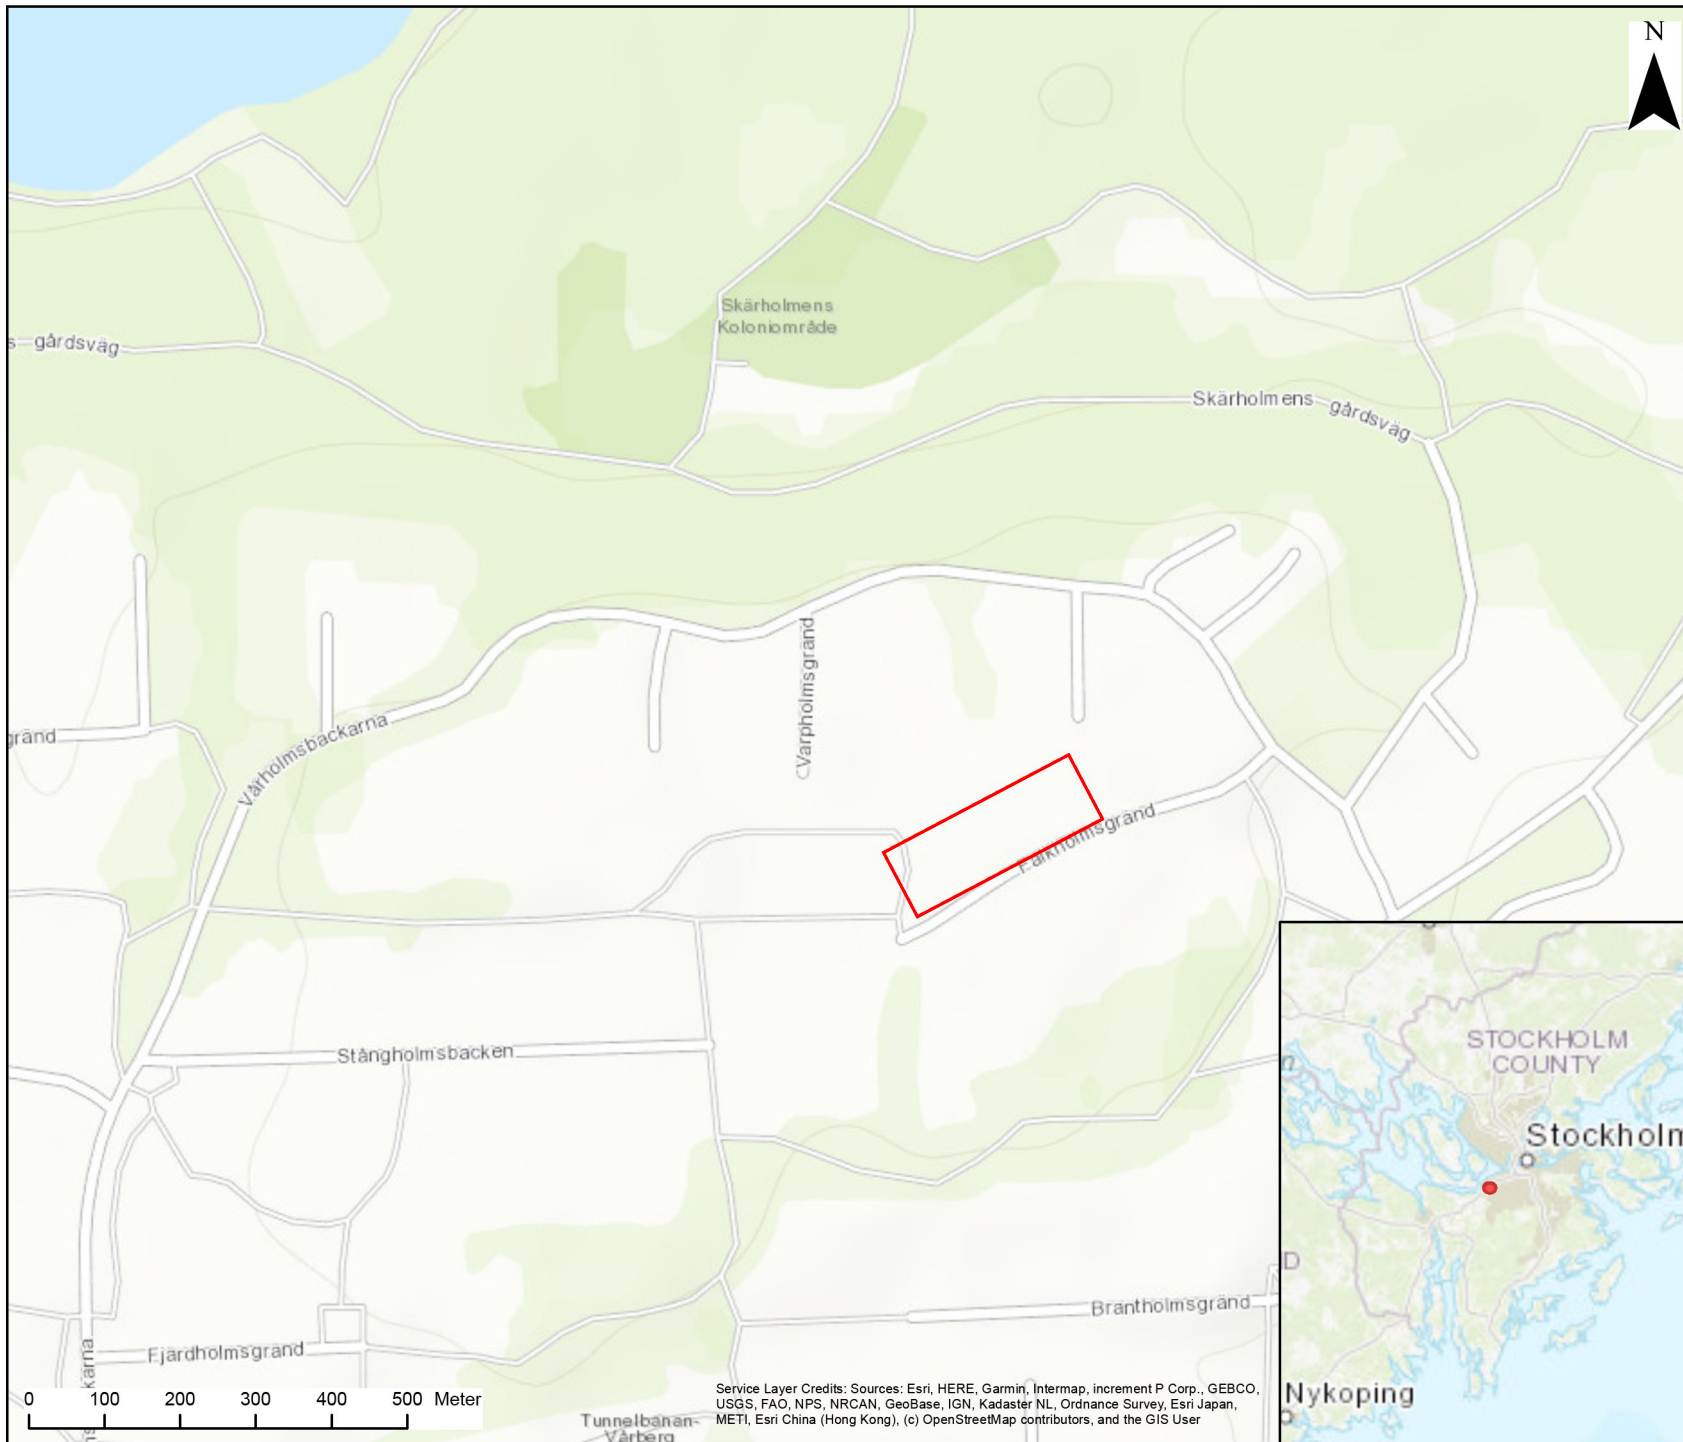 N
Skärholmens
Koloniområde
s gårdsväg
Skärholmens gårdsväg
Varpholmsgränd
Vårholmsbackarna
gränd
Falkholmsgränd
Stångholmsbacken
STOCKHOLM
COUNTY
n
Stockholm
D
Brantholmsgränd
Fjärdholmsgränd
karna
ns
Nykoping
0 100 200 300 400 500 Meter
Service Layer Credits: Sources: Esri, HERE, Garmin, Intermap, increment P Corp., GEBCO,
USGS, FAO, NPS, NRCAN, GeoBase, IGN, Kadaster NL, Ordnance Survey, Esri Japan,
METI, Esri China (Hong Kong), (c) OpenStreetMap contributors, and the GIS User
Tunnelbanan-
Vårberg